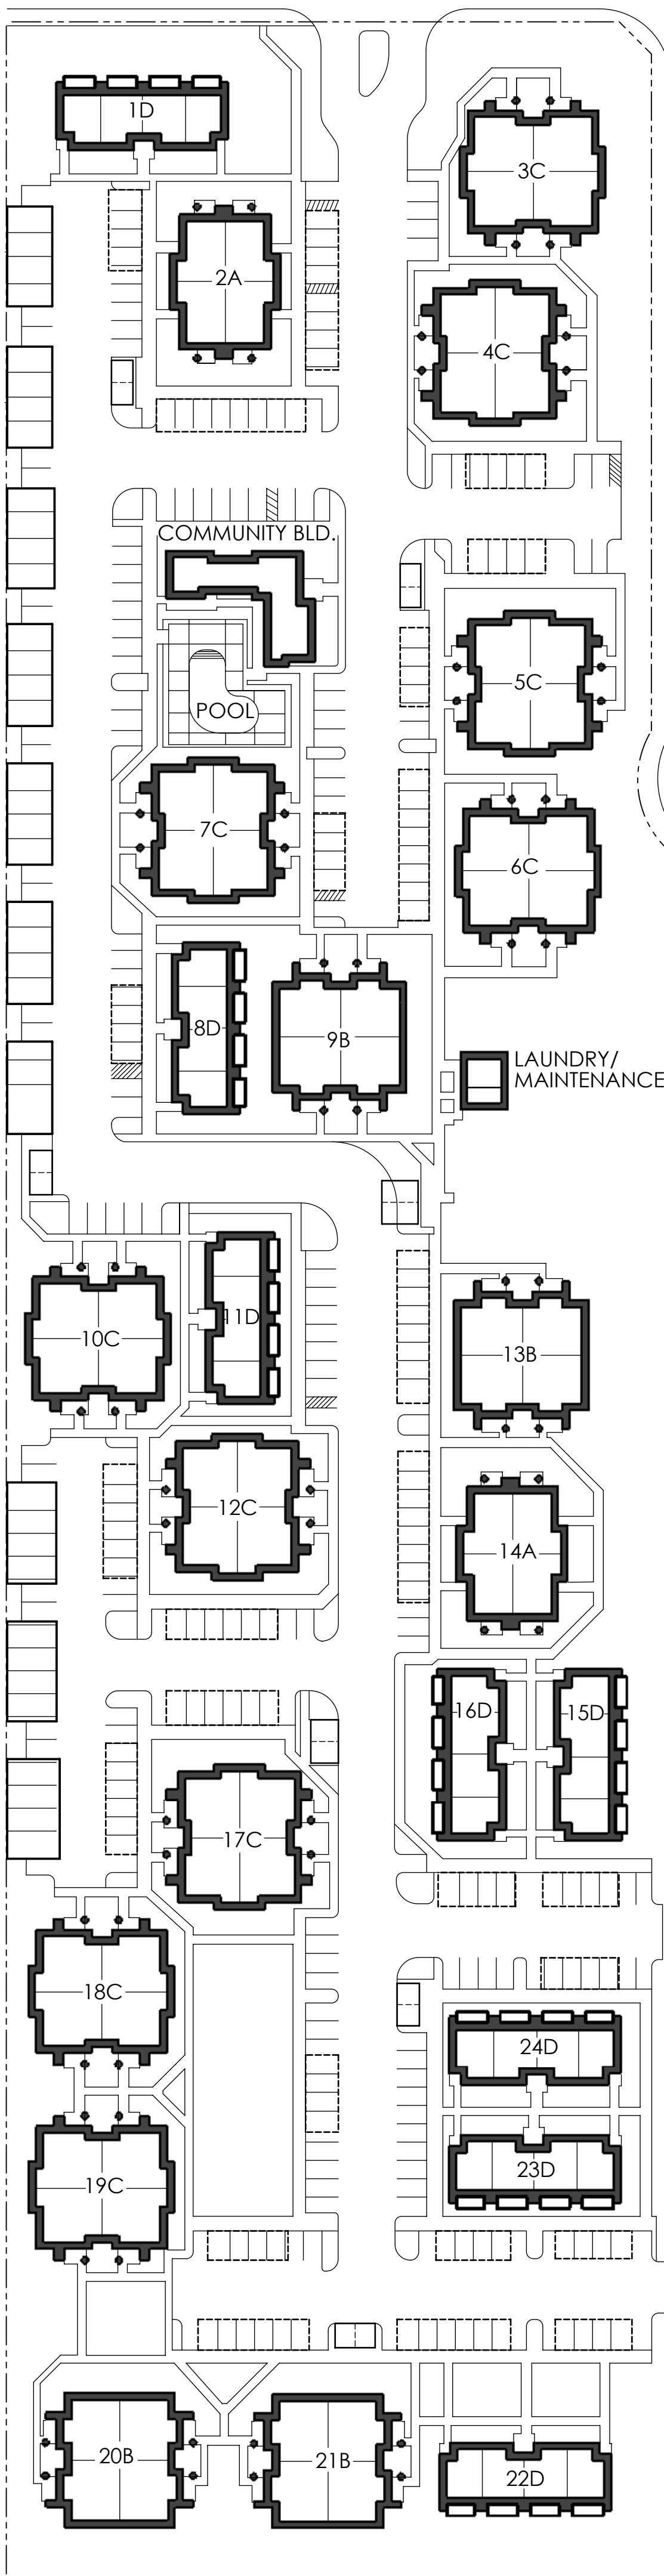 1D
2A
3C
4C
COMMUNITY BLD.
5C
POOL
7C
6C
8D
9B
LAUNDRY/
MAINTENANCE
11D
10C
13B
12C
14A
16D
15D
17C
18C
24D
23D
19C
20B
21B
22D